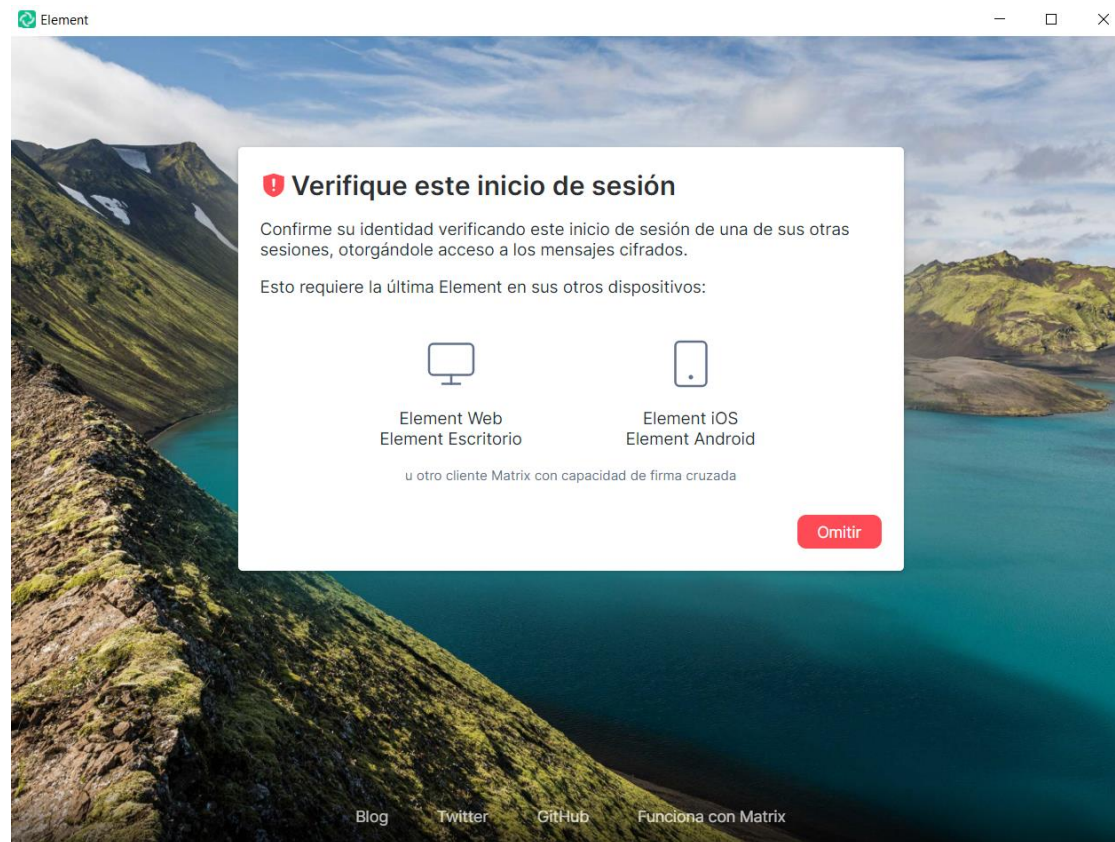 Element
Verifique este inicio de sesión
Confirme su identidad verificando este inicio de sesión de una de sus otras
sesiones, otorgándole acceso a los mensajes cifrados.
Esto requiere la última Element en sus otros dispositivos:
Element Web
Element Escritorio
Element iOS
Element Android
u otro cliente Matrix con capacidad de firma cruzada
Omitir
Blog
Twitter
GitHub
Funciona con Matrix